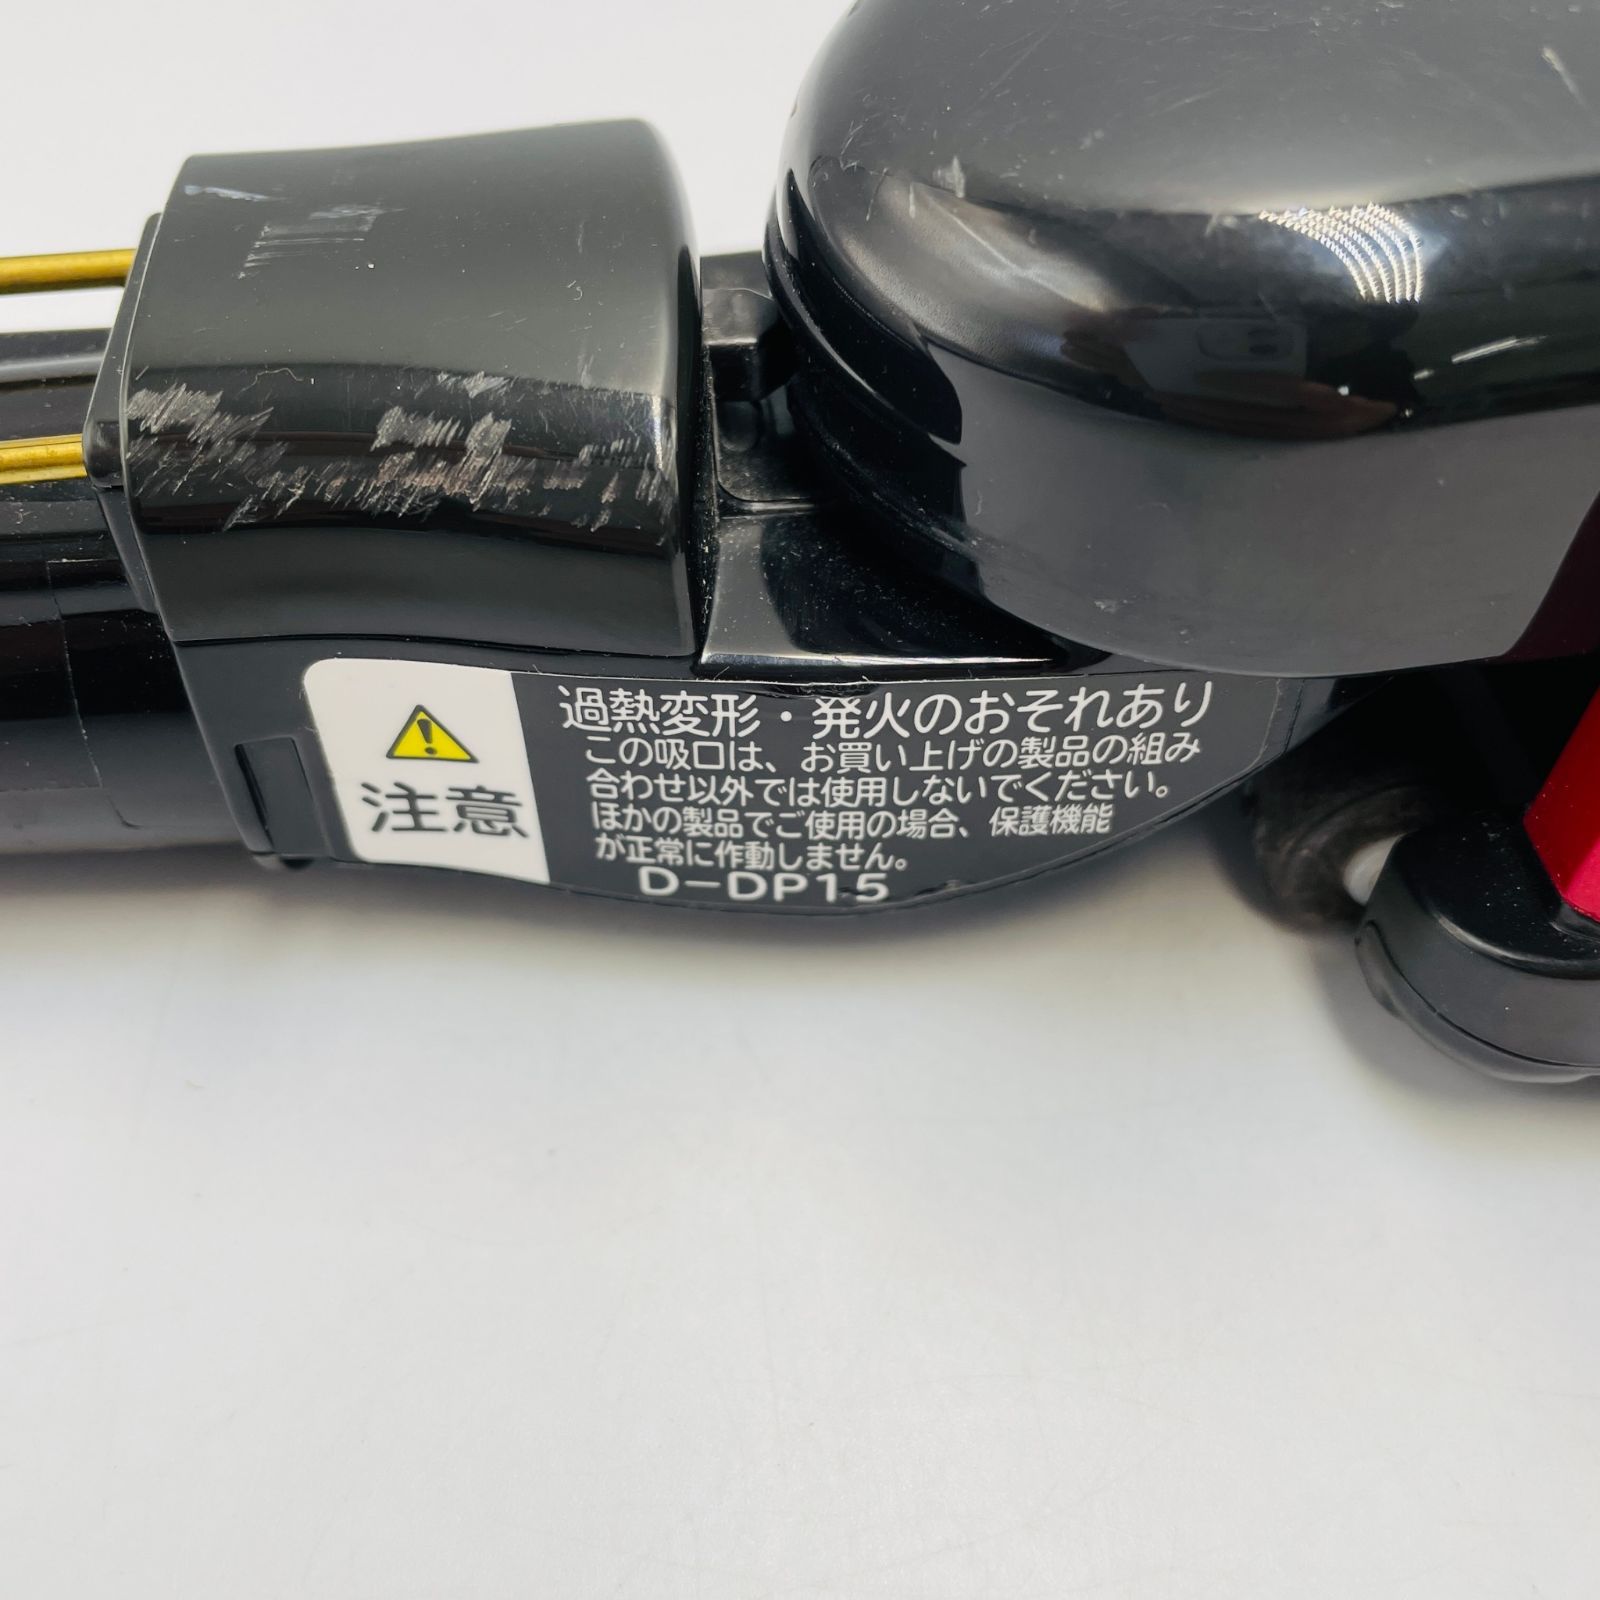 注意
過熱変形・発火のおそれあり
この吸口は、お買い上げの製品の組み
合わせ以外では使用しないでください。
ほかの製品でご使用の場合、保護機能
が正常に作動しません。
D-DP15